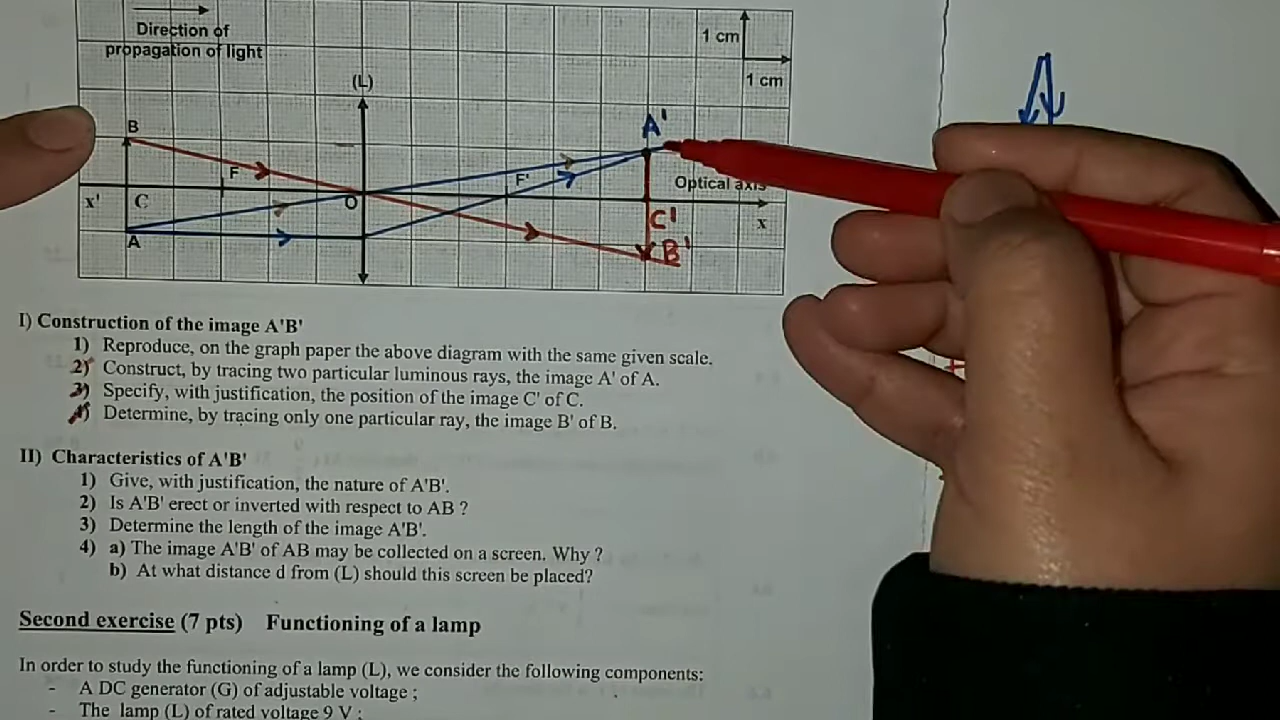 Direction of
propagation of light
1 cm
1 cm
(L)
A'
B
F
F'
Optical axis
x'
C
O
C'
x
A
B'
I) Construction of the image A'B'
1) Reproduce, on the graph paper the above diagram with the same given scale.
2) Construct, by tracing two particular luminous rays, the image A' of A.
3) Specify, with justification, the position of the image C' of C.
4) Determine, by tracing only one particular ray, the image B' of B.
II) Characteristics of A'B'
1) Give, with justification, the nature of A'B'.
2) Is A'B' erect or inverted with respect to AB ?
3) Determine the length of the image A'B'.
4) a) The image A'B' of AB may be collected on a screen. Why ?
b) At what distance d from (L) should this screen be placed?
Second exercise (7 pts) Functioning of a lamp
In order to study the functioning of a lamp (L), we consider the following components:
- A DC generator (G) of adjustable voltage ;
- The lamp (L) of rated voltage 9 V ;